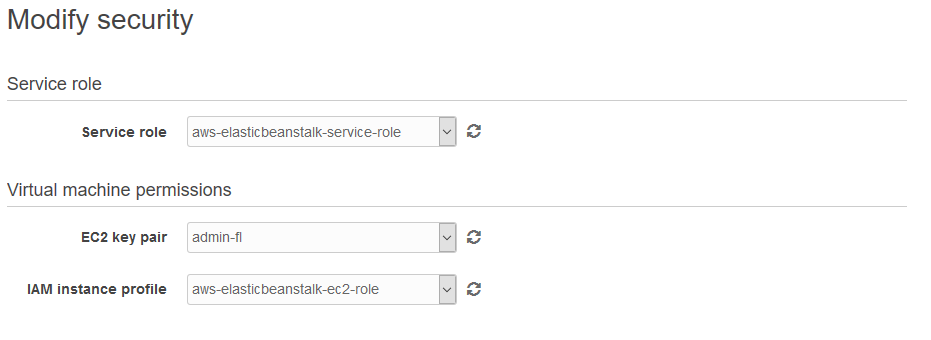 Modify security
Service role
Service role aws-elasticbeanstalk-service-role
Virtual machine permissions
EC2 key pair admin-fl
IAM instance profile aws-elasticbeanstalk-ec2-role